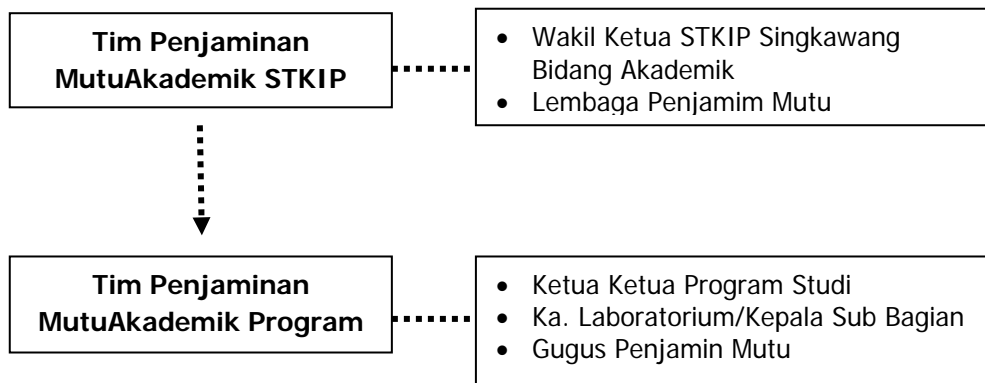 Tim Penjaminan
MutuAkademik STKIP
• Wakil Ketua STKIP Singkawang
Bidang Akademik
• Lembaga Penjamim Mutu
Tim Penjaminan
MutuAkademik Program
• Ketua Ketua Program Studi
• Ka. Laboratorium/Kepala Sub Bagian
• Gugus Penjamin Mutu